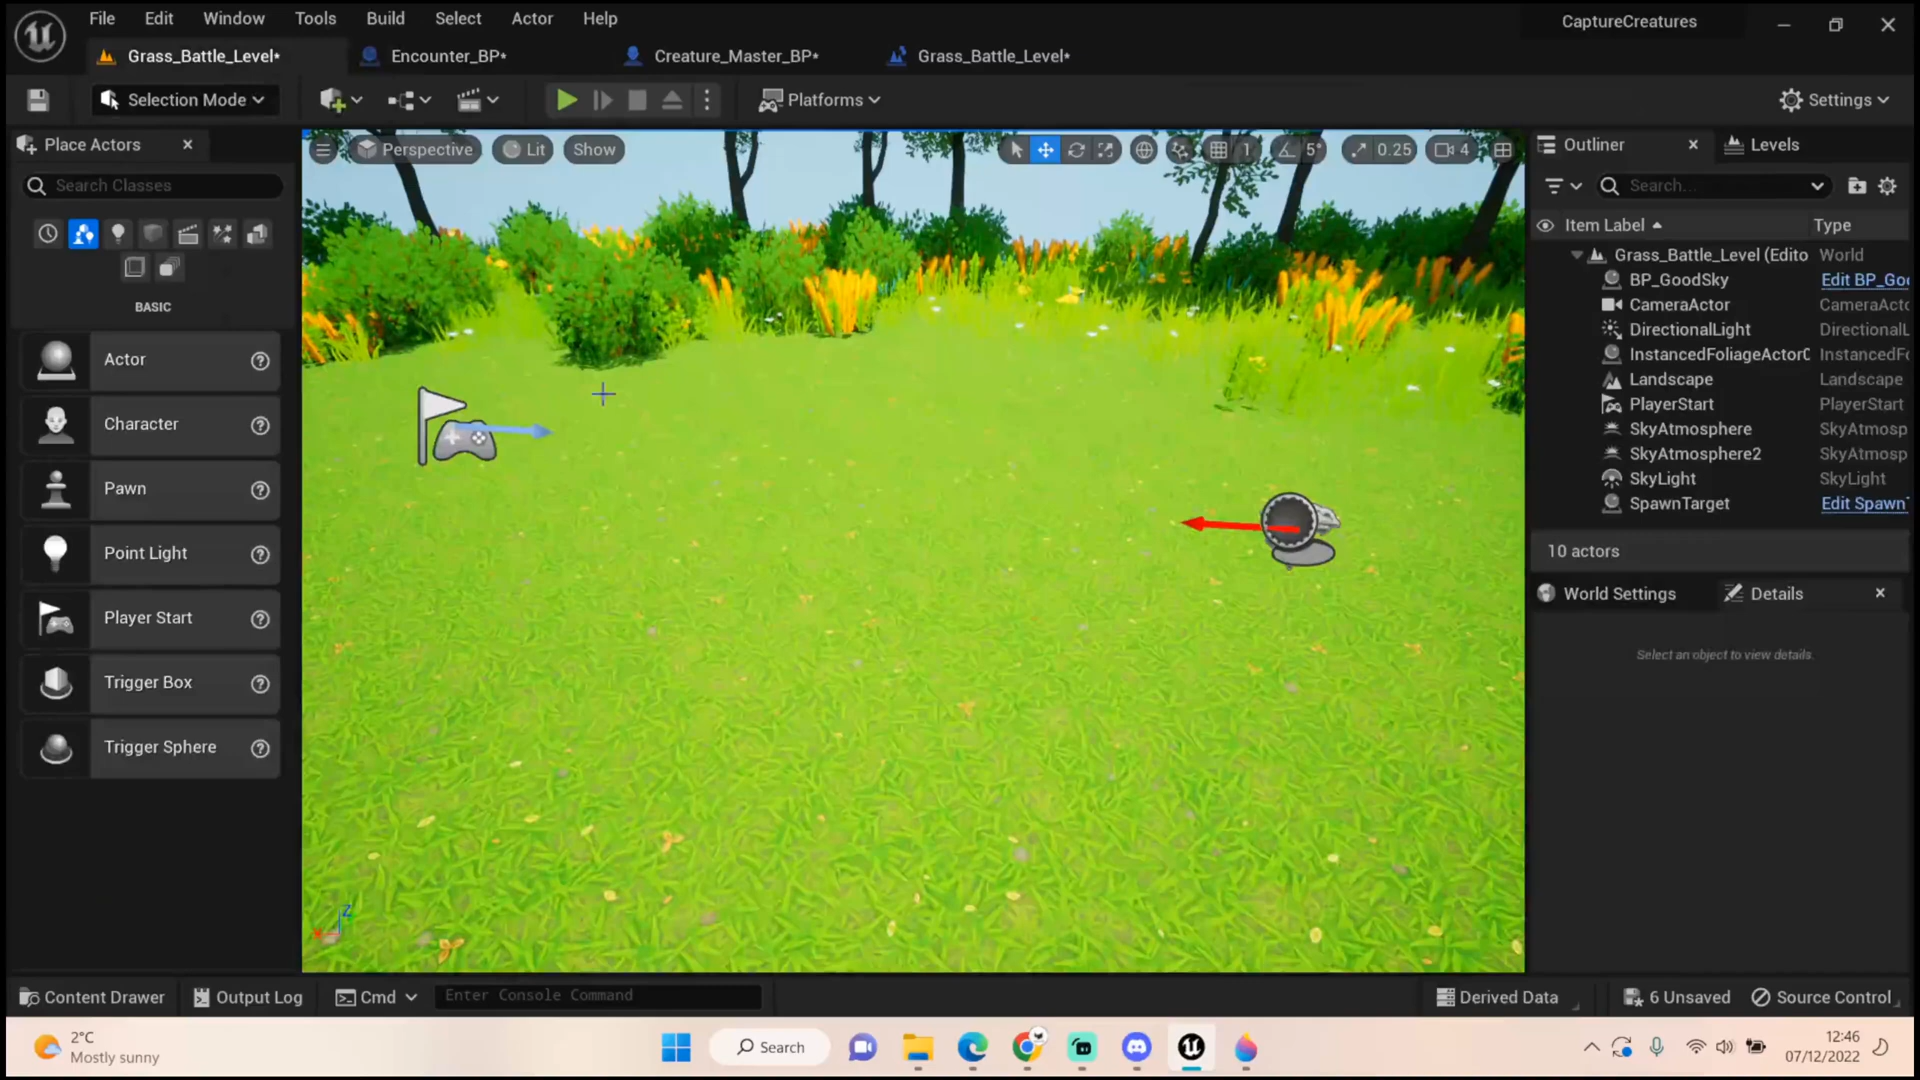 File Edit Window Tools Build Select Actor Help
CaptureCreatures
Grass_Battle_Level* Encounter_BP* Creature_Master_BP* Grass_Battle_Level*
Selection Mode Platforms Settings
Place Actors
Search Classes
BASIC
Actor
Character
Pawn
Point Light
Player Start
Trigger Box
Trigger Sphere
Perspective Lit Show
1 5° 0.25 4
Z
Outliner Levels
Search...
Item Label Type
Grass_Battle_Level (Edito World
BP_GoodSky Edit BP_Goo
CameraActor CameraActo
DirectionalLight DirectionalL
InstancedFoliageActor InstancedFo
Landscape Landscape
PlayerStart PlayerStart
SkyAtmosphere SkyAtmosp
SkyAtmosphere2 SkyAtmosp
SkyLight SkyLight
SpawnTarget Edit SpawnT
10 actors
World Settings Details
Select an object to view details.
Content Drawer Output Log Cmd Enter Console Command Derived Data 6 Unsaved Source Control
2°C
Mostly sunny
Search
12:46
07/12/2022